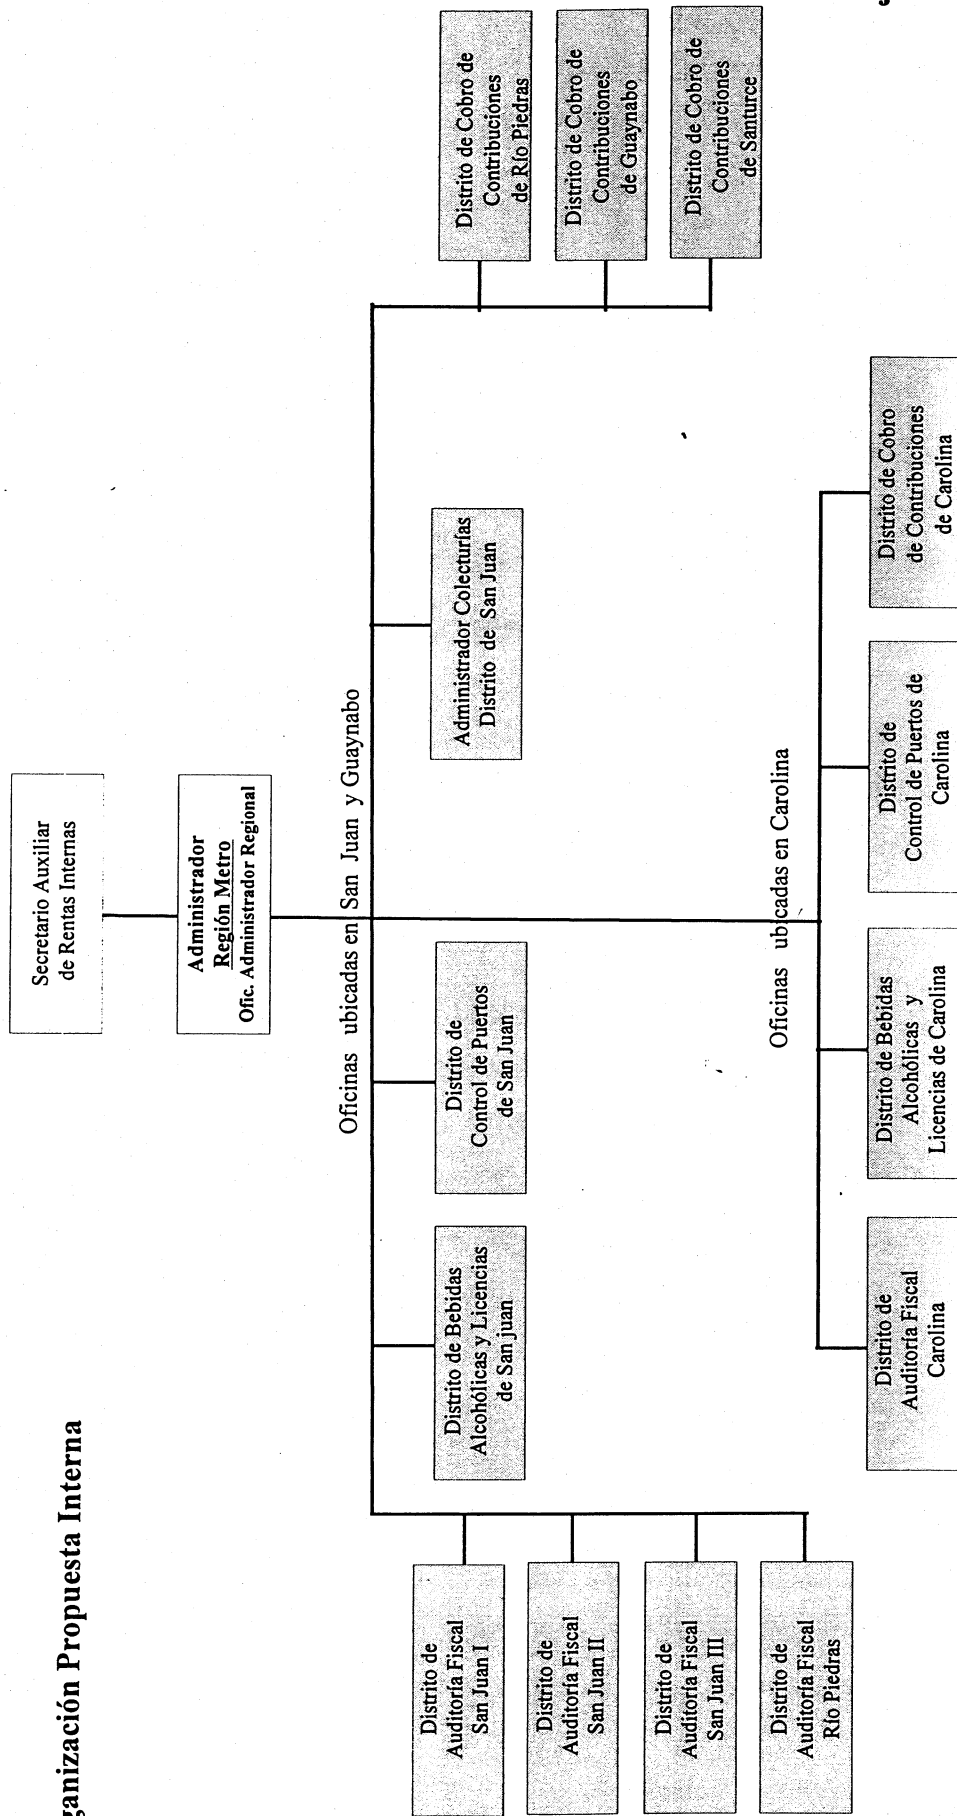 ganización Propuesta Interna
Secretario Auxiliar
de Rentas Internas
Administrador
Región Metro
Ofic. Administrador Regional
Oficinas ubicadas en San Juan y Guaynabo
Distrito de
Auditoría Fiscal
San Juan I
Distrito de
Auditoría Fiscal
San Juan II
Distrito de
Auditoría Fiscal
San Juan III
Distrito de
Auditoría Fiscal
Río Piedras
Distrito de Bebidas
Alcohólicas y Licencias
de San juan
Distrito de
Control de Puertos
de San Juan
Administrador Colecturías
Distrito de San Juan
Distrito de Cobro de
Contribuciones
de Río Piedras
Distrito de Cobro de
Contribuciones
de Guaynabo
Distrito de Cobro de
Contribuciones
de Santurce
Oficinas ubicadas en Carolina
Distrito de
Auditoría Fiscal
Carolina
Distrito de Bebidas
Alcohólicas y
Licencias de Carolina
Distrito de
Control de Puertos de
Carolina
Distrito de Cobro
de Contribuciones
de Carolina